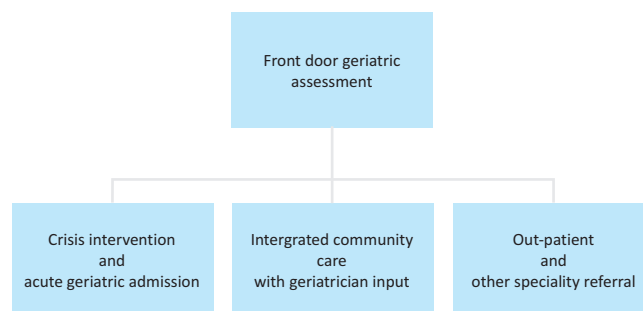 Front door geriatric
assessment
Crisis intervention
and
acute geriatric admission
Intergrated community
care
with geriatrician input
Out-patient
and
other speciality referral